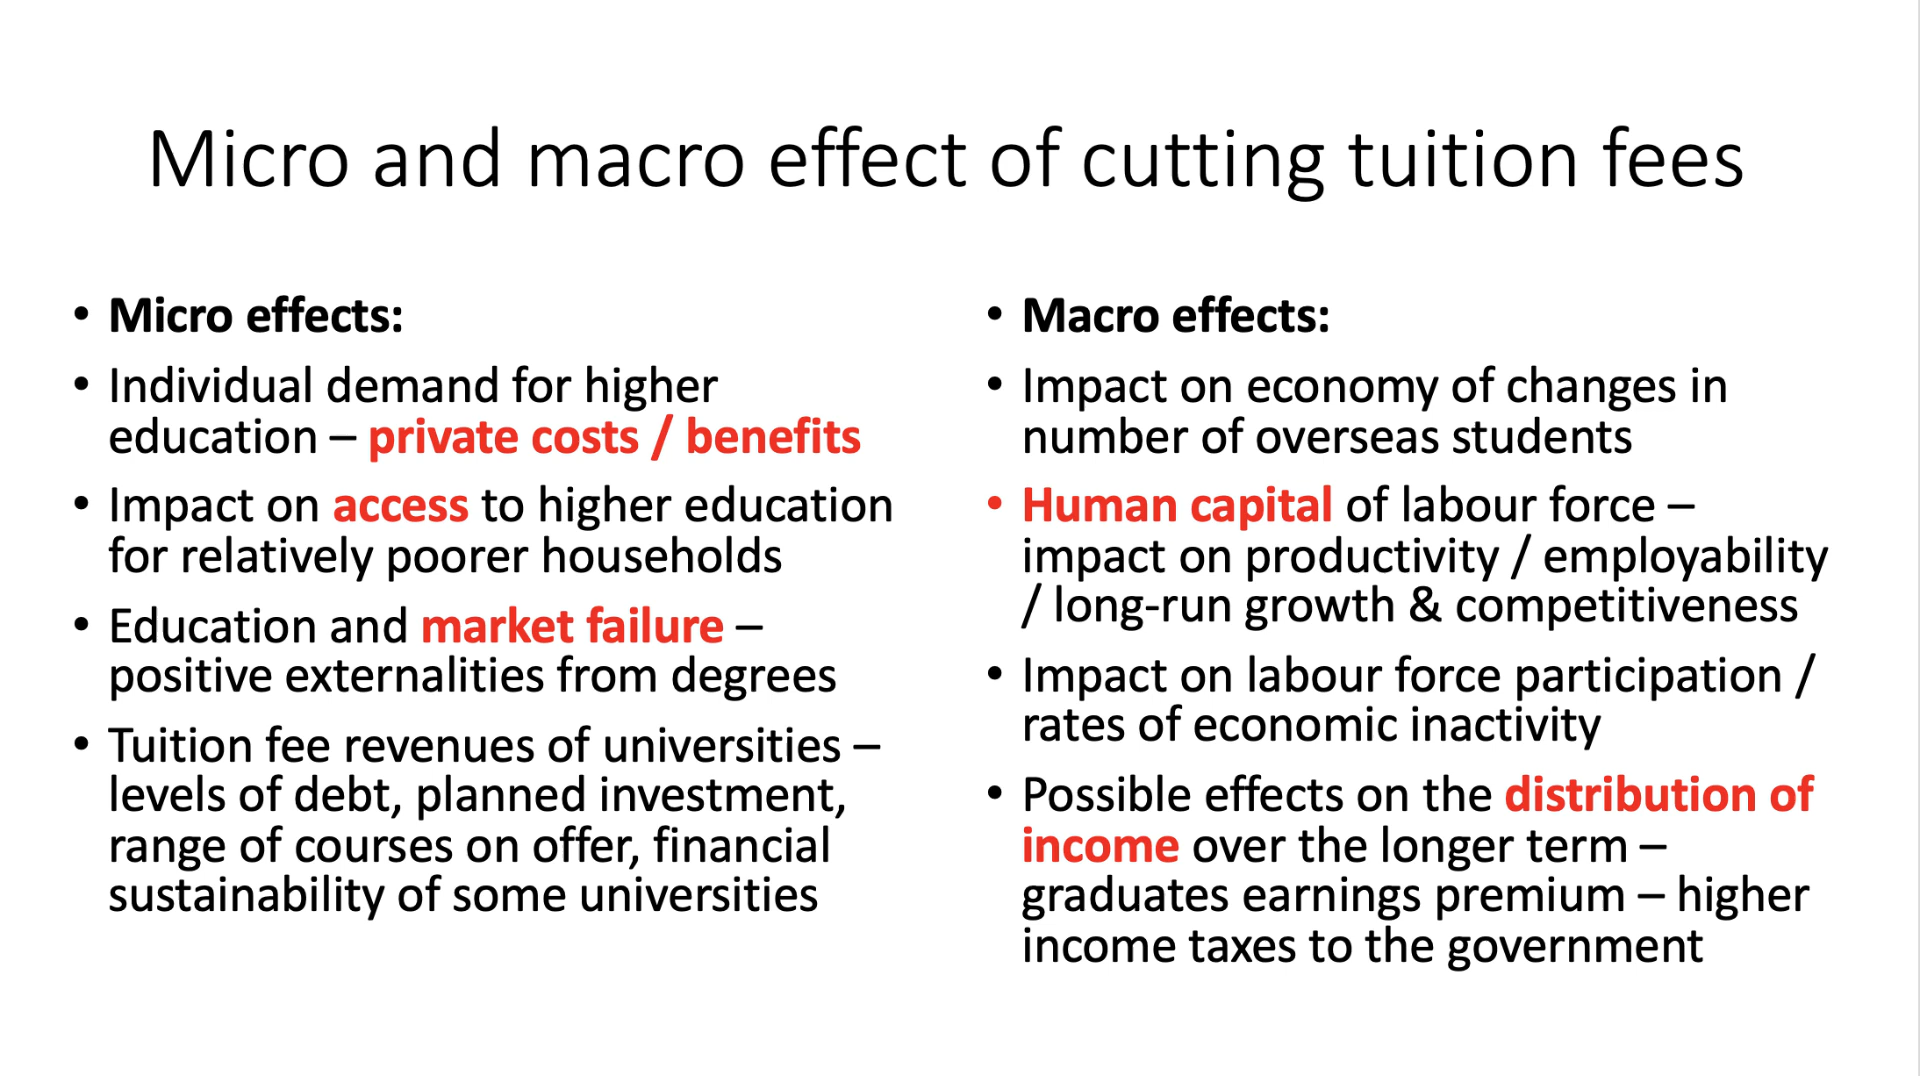 Micro and macro effect of cutting tuition fees
• Micro effects:
• Individual demand for higher
education – private costs / benefits
• Impact on access to higher education
for relatively poorer households
• Education and market failure –
positive externalities from degrees
• Tuition fee revenues of universities –
levels of debt, planned investment,
range of courses on offer, financial
sustainability of some universities
• Macro effects:
• Impact on economy of changes in
number of overseas students
• Human capital of labour force –
impact on productivity / employability
/ long-run growth & competitiveness
• Impact on labour force participation /
rates of economic inactivity
• Possible effects on the distribution of
income over the longer term –
graduates earnings premium – higher
income taxes to the government